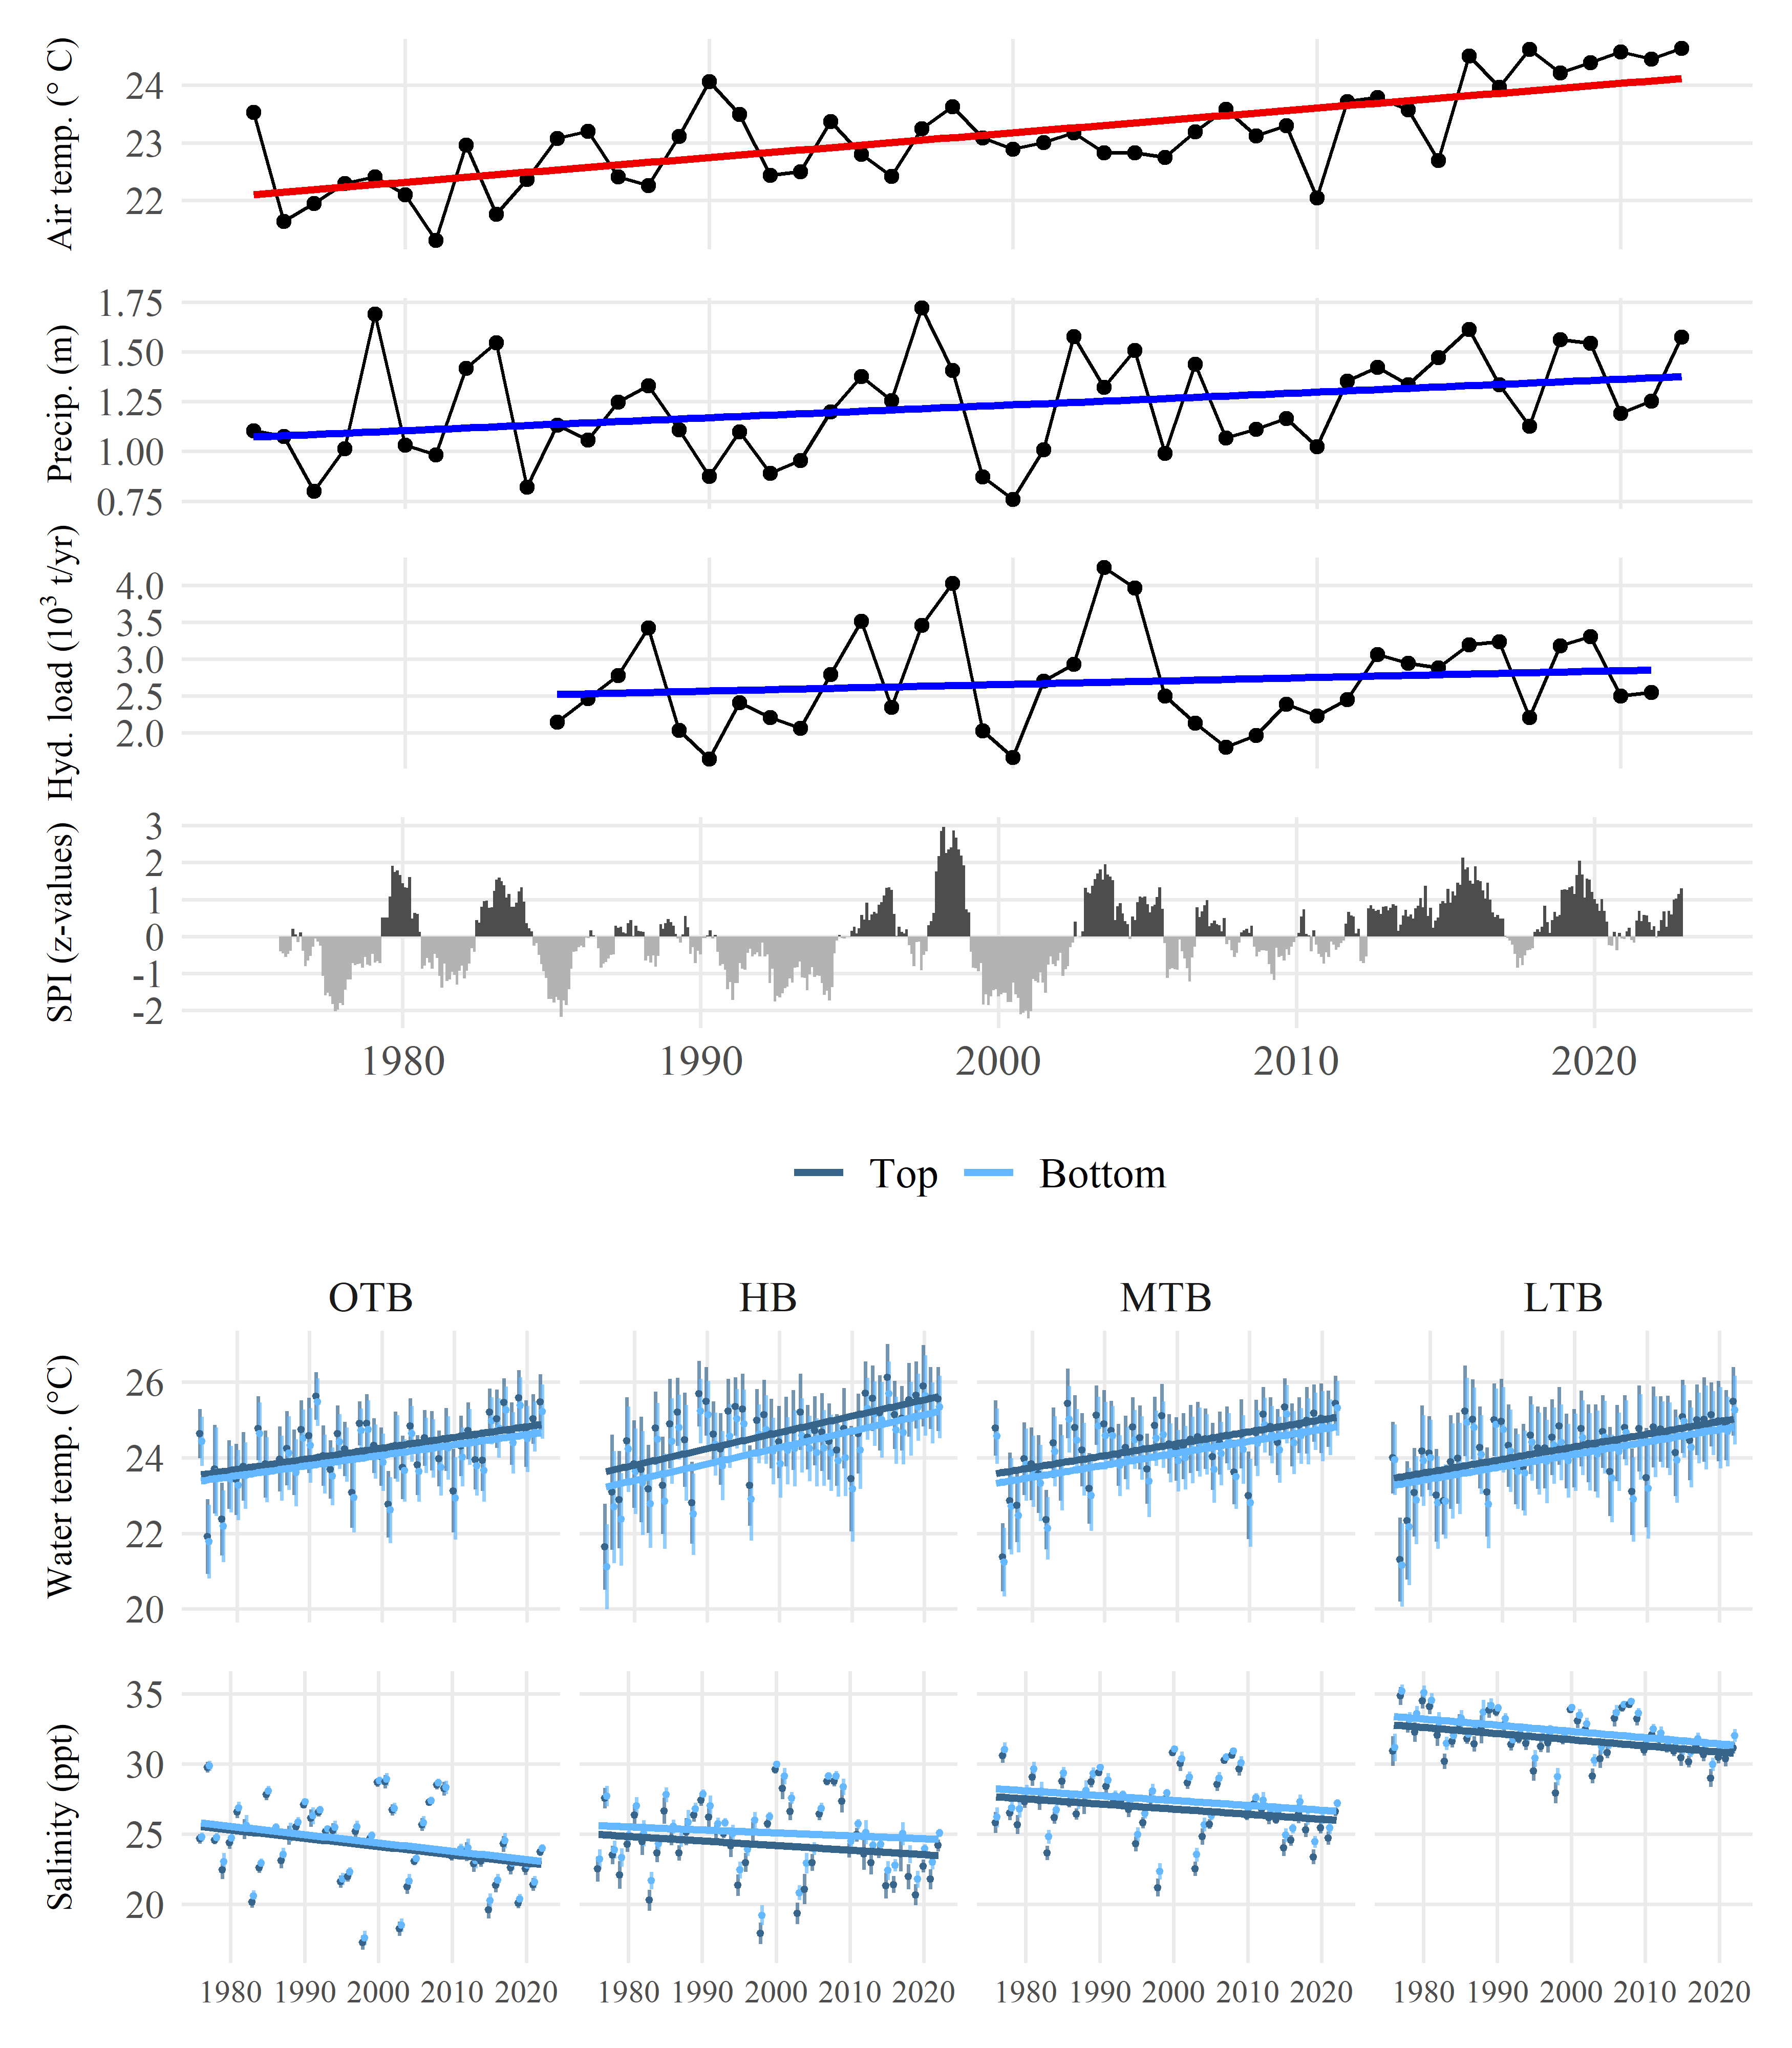 Air temp. (° C)
24
23
22
Precip. (m)
1.75
1.50
1.25
1.00
0.75
Hyd. load (10³ t/yr)
4.0
3.5
3.0
2.5
2.0
SPI (z-values)
3
2
1
0
-1
-2
1980 1990 2000 2010 2020
Top Bottom
OTB HB MTB LTB
Water temp. (°C)
26
24
22
20
Salinity (ppt)
35
30
25
20
1980 1990 2000 2010 2020 1980 1990 2000 2010 2020 1980 1990 2000 2010 2020 1980 1990 2000 2010 2020